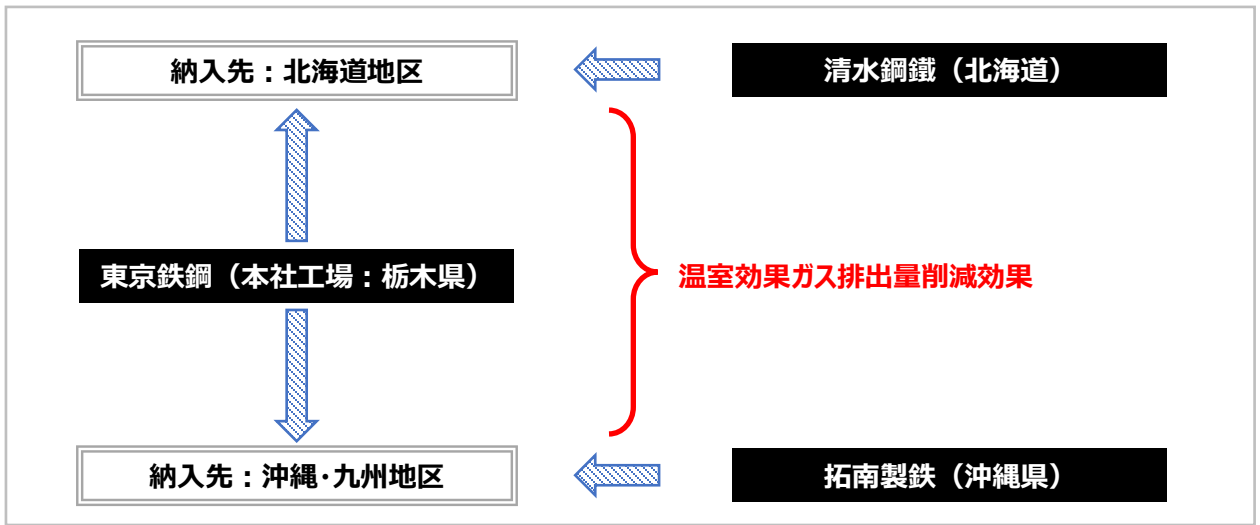 納入先：北海道地区
清水鋼鐵（北海道）
東京鉄鋼（本社工場：栃木県）
温室効果ガス排出量削減効果
納入先：沖縄･九州地区
拓南製鉄（沖縄県）